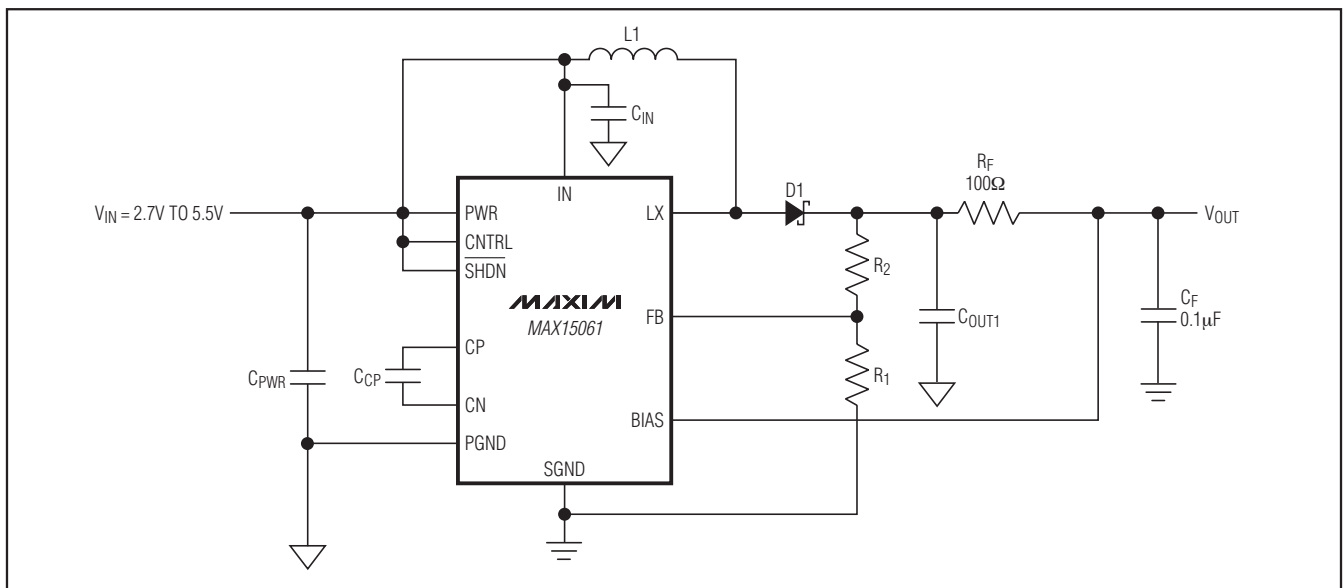 L1
C_IN
R_F
100Ω
D1
IN
V_IN = 2.7V TO 5.5V
PWR
LX
V_OUT
CNTRL
SHDN
R_2
MAXIM
MAX15061
FB
C_OUT1
C_F
0.1μF
CP
C_PWR
C_CP
R_1
CN
BIAS
PGND
SGND